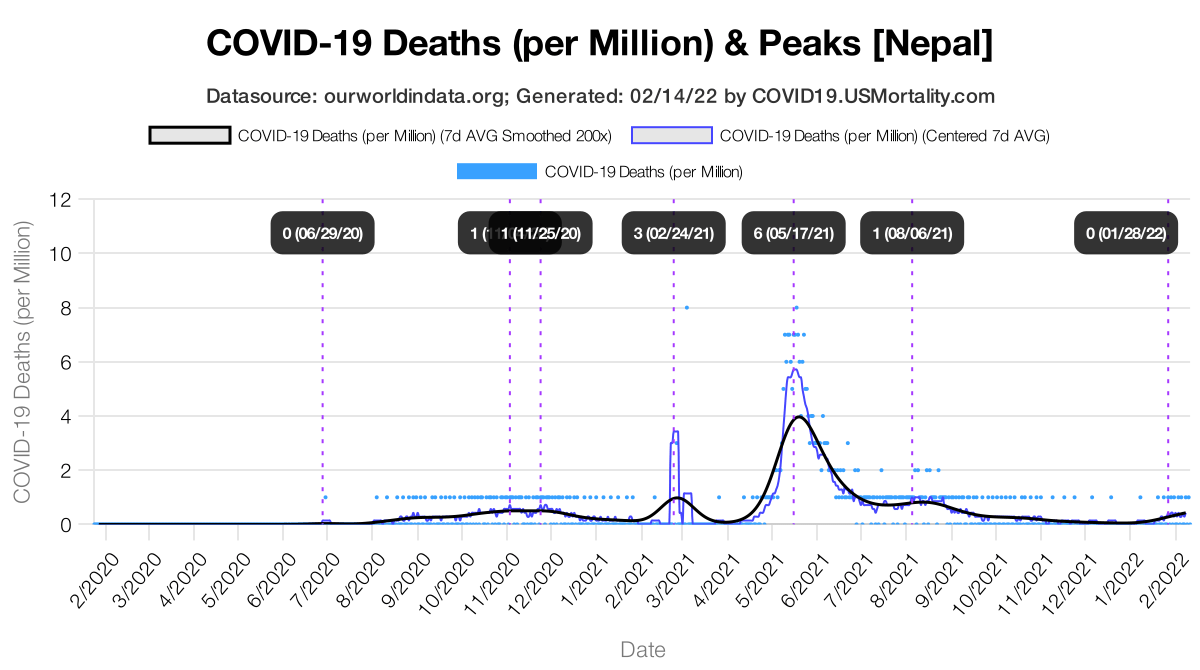 COVID-19 Deaths (per Million) & Peaks [Nepal]
Datasource: ourworldindata.org; Generated: 02/14/22 by COVID19.USMortality.com
COVID-19 Deaths (per Million) (7d AVG Smoothed 200x) COVID-19 Deaths (per Million) (Centered 7d AVG)
COVID-19 Deaths (per Million)
COVID-19 Deaths (per Million)
12
10
8
6
4
2
0
0 (06/29/20) 1 1 (11/25/20) 3 (02/24/21) 6 (05/17/21) 1 (08/06/21) 0 (01/28/22)
2/2020 3/2020 4/2020 5/2020 6/2020 7/2020 8/2020 9/2020 10/2020 11/2020 12/2020 1/2021 2/2021 3/2021 4/2021 5/2021 6/2021 7/2021 8/2021 9/2021 10/2021 11/2021 12/2021 1/2022 2/2022
Date